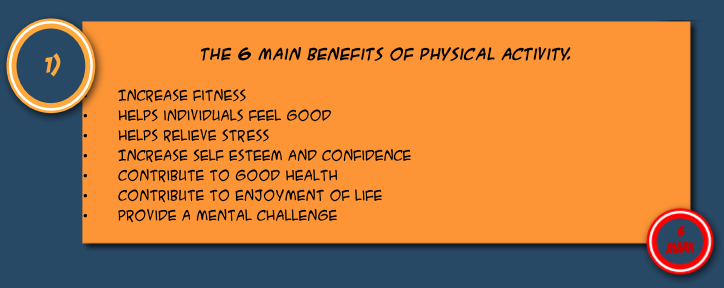 1)
THE 6 MAIN BENEFITS OF PHYSICAL ACTIVITY.
• INCREASE FITNESS
• HELPS INDIVIDUALS FEEL GOOD
• HELPS RELIEVE STRESS
• INCREASE SELF ESTEEM AND CONFIDENCE
• CONTRIBUTE TO GOOD HEALTH
• CONTRIBUTE TO ENJOYMENT OF LIFE
• PROVIDE A MENTAL CHALLENGE
6
MARK